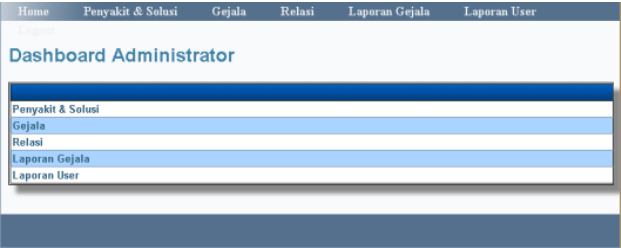 Home Penyakit & Solusi Gejala Relasi Laporan Gejala Laporan User
Logout
Dashboard Administrator
Penyakit & Solusi
Gejala
Relasi
Laporan Gejala
Laporan User